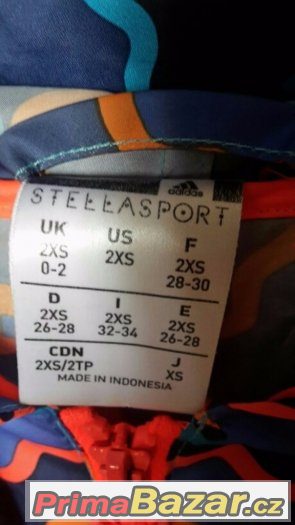 adidas
STELLASPORT
UK US F
2XS 2XS 2XS
0-2 28-30
D I E
2XS 2XS 2XS
26-28 32-34 26-28
CDN J
2XS/2TP XS
MADE IN INDONESIA
PrimaBazar.cz